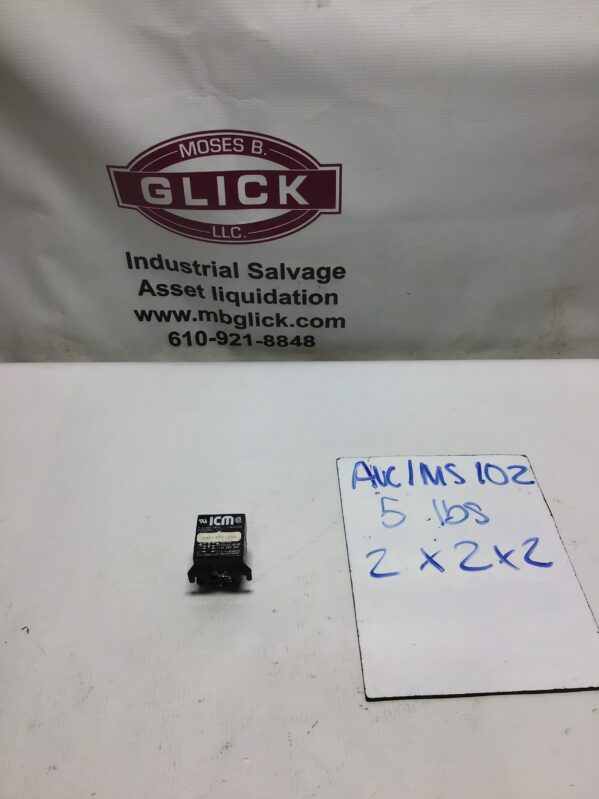 MOSES B.
GLICK
LLC.
Industrial Salvage
Asset liquidation
www.mbglick.com
610-921-8848
AUC/MS 102
5 lbs
2 x 2 x 2
ICM